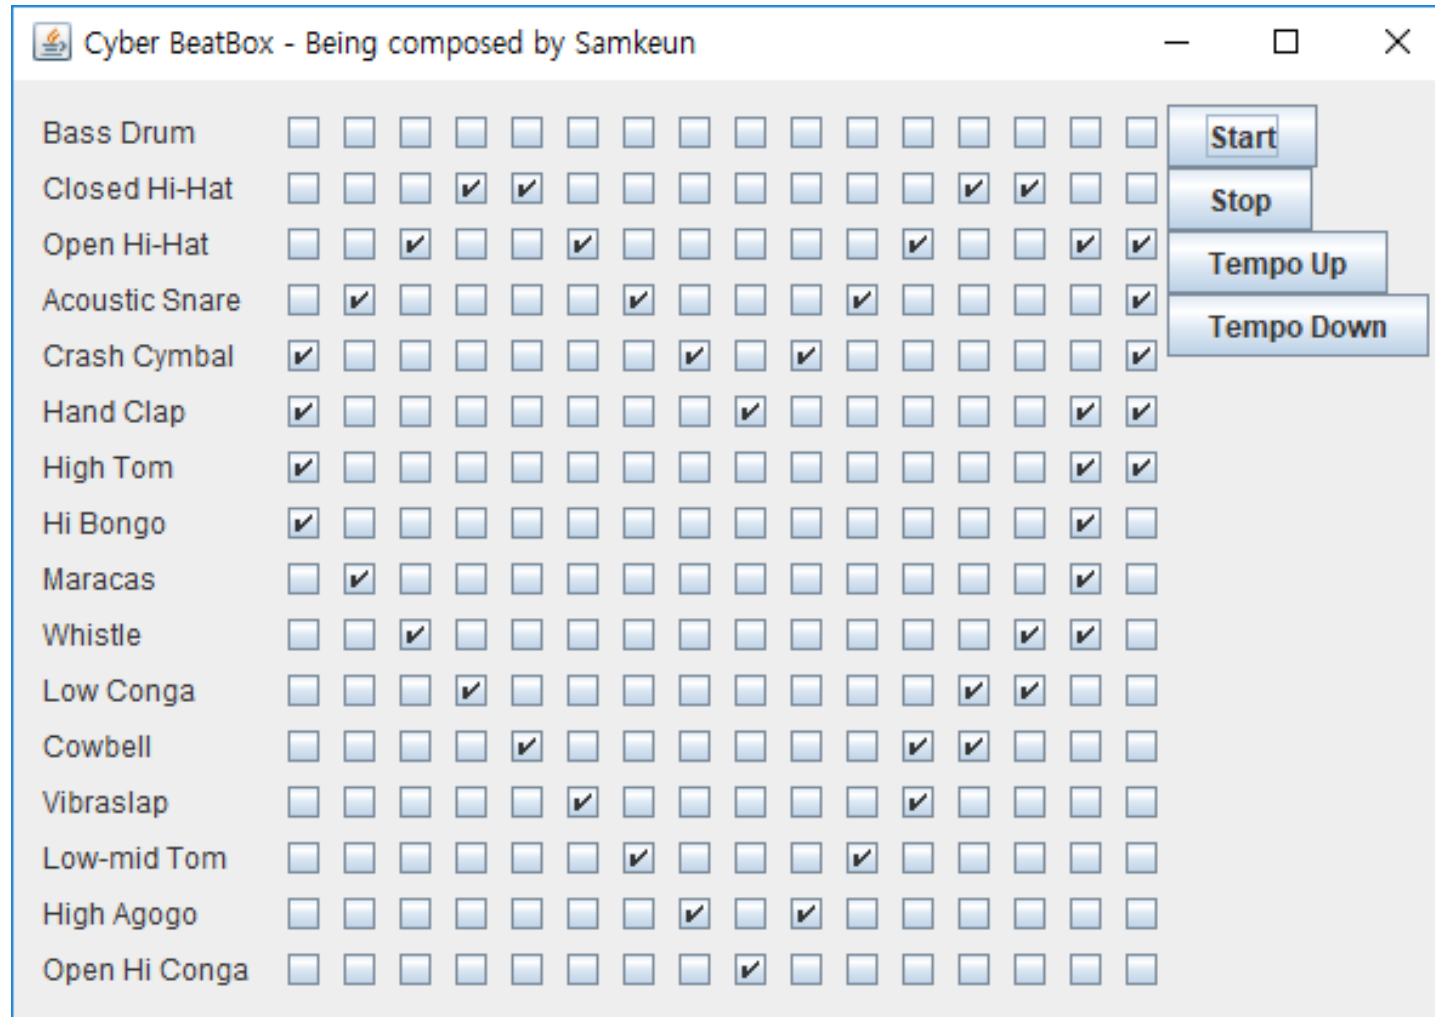 Cyber BeatBox - Being composed by Samkeun
Bass Drum
Closed Hi-Hat
Open Hi-Hat
Acoustic Snare
Crash Cymbal
Hand Clap
High Tom
Hi Bongo
Maracas
Whistle
Low Conga
Cowbell
Vibraslap
Low-mid Tom
High Agogo
Open Hi Conga
Start
Stop
Tempo Up
Tempo Down